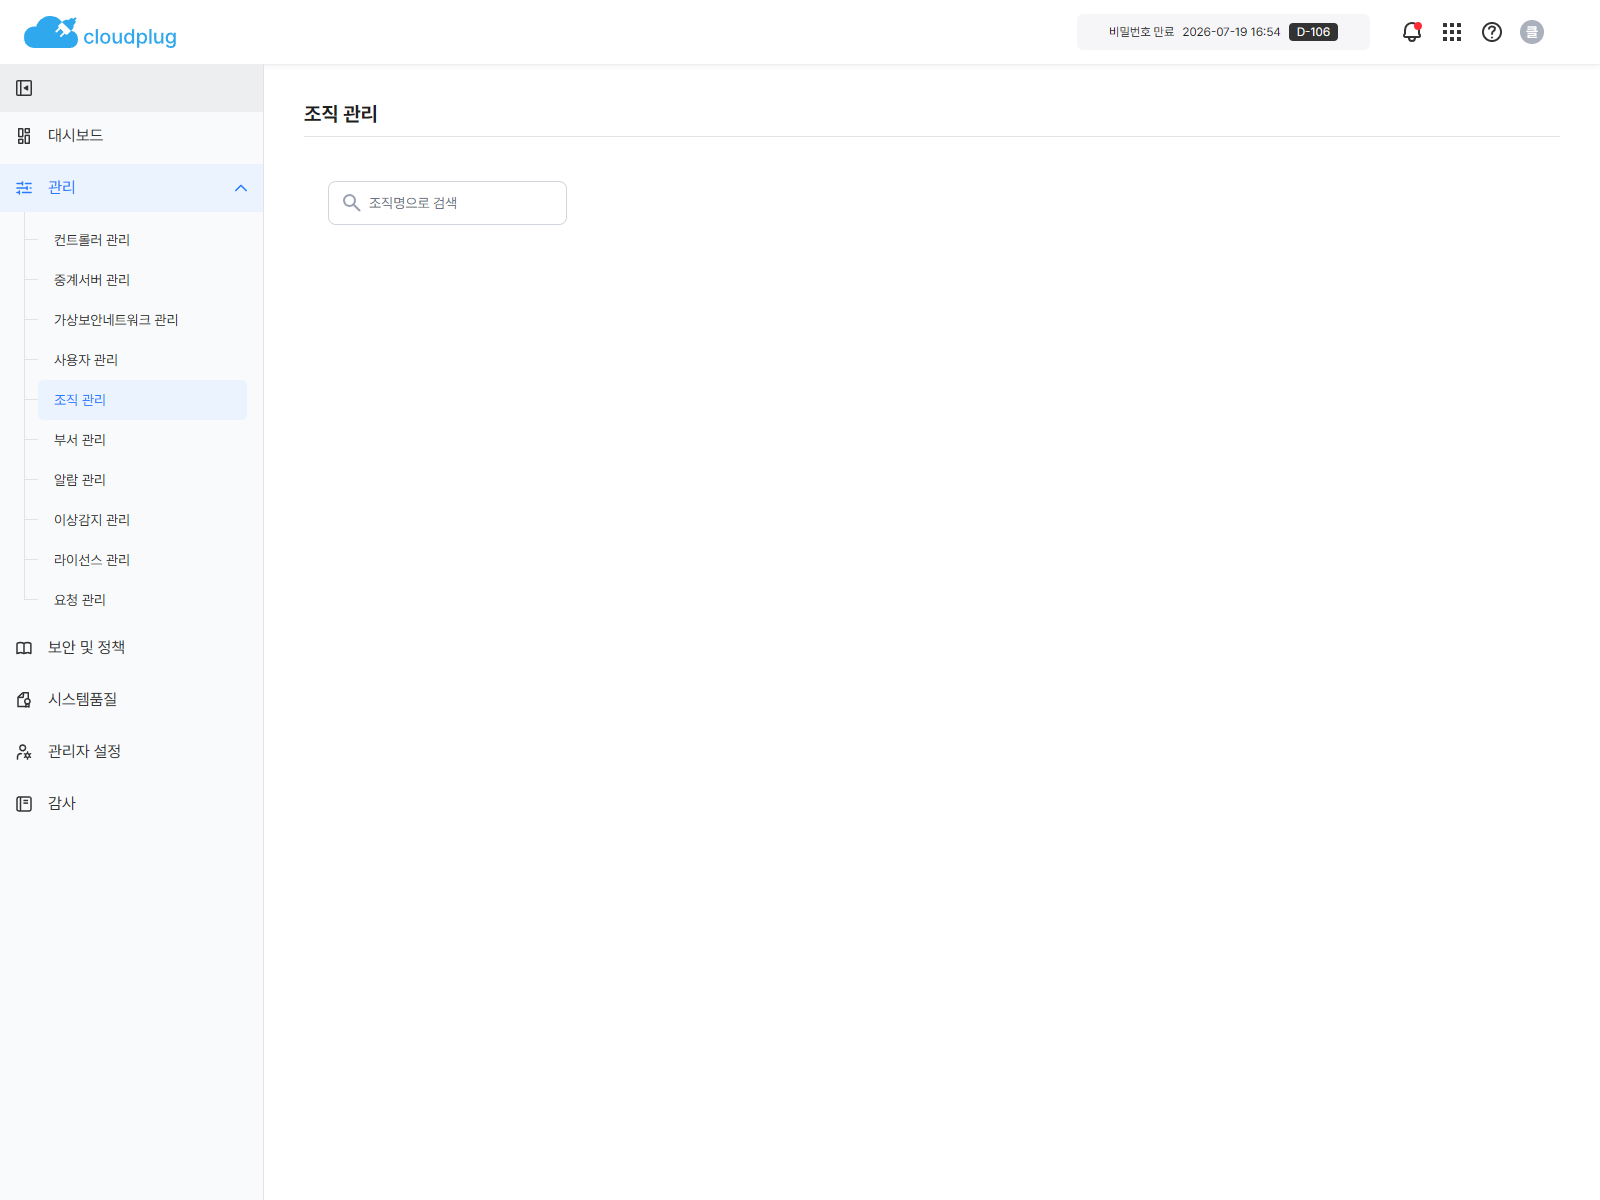 cloudplug
비밀번호 만료 2026-07-19 16:54 D-106
클
대시보드
관리
컨트롤러 관리
중계서버 관리
가상보안네트워크 관리
사용자 관리
조직 관리
부서 관리
알람 관리
이상감지 관리
라이선스 관리
요청 관리
보안 및 정책
시스템품질
관리자 설정
감사
조직 관리
조직명으로 검색